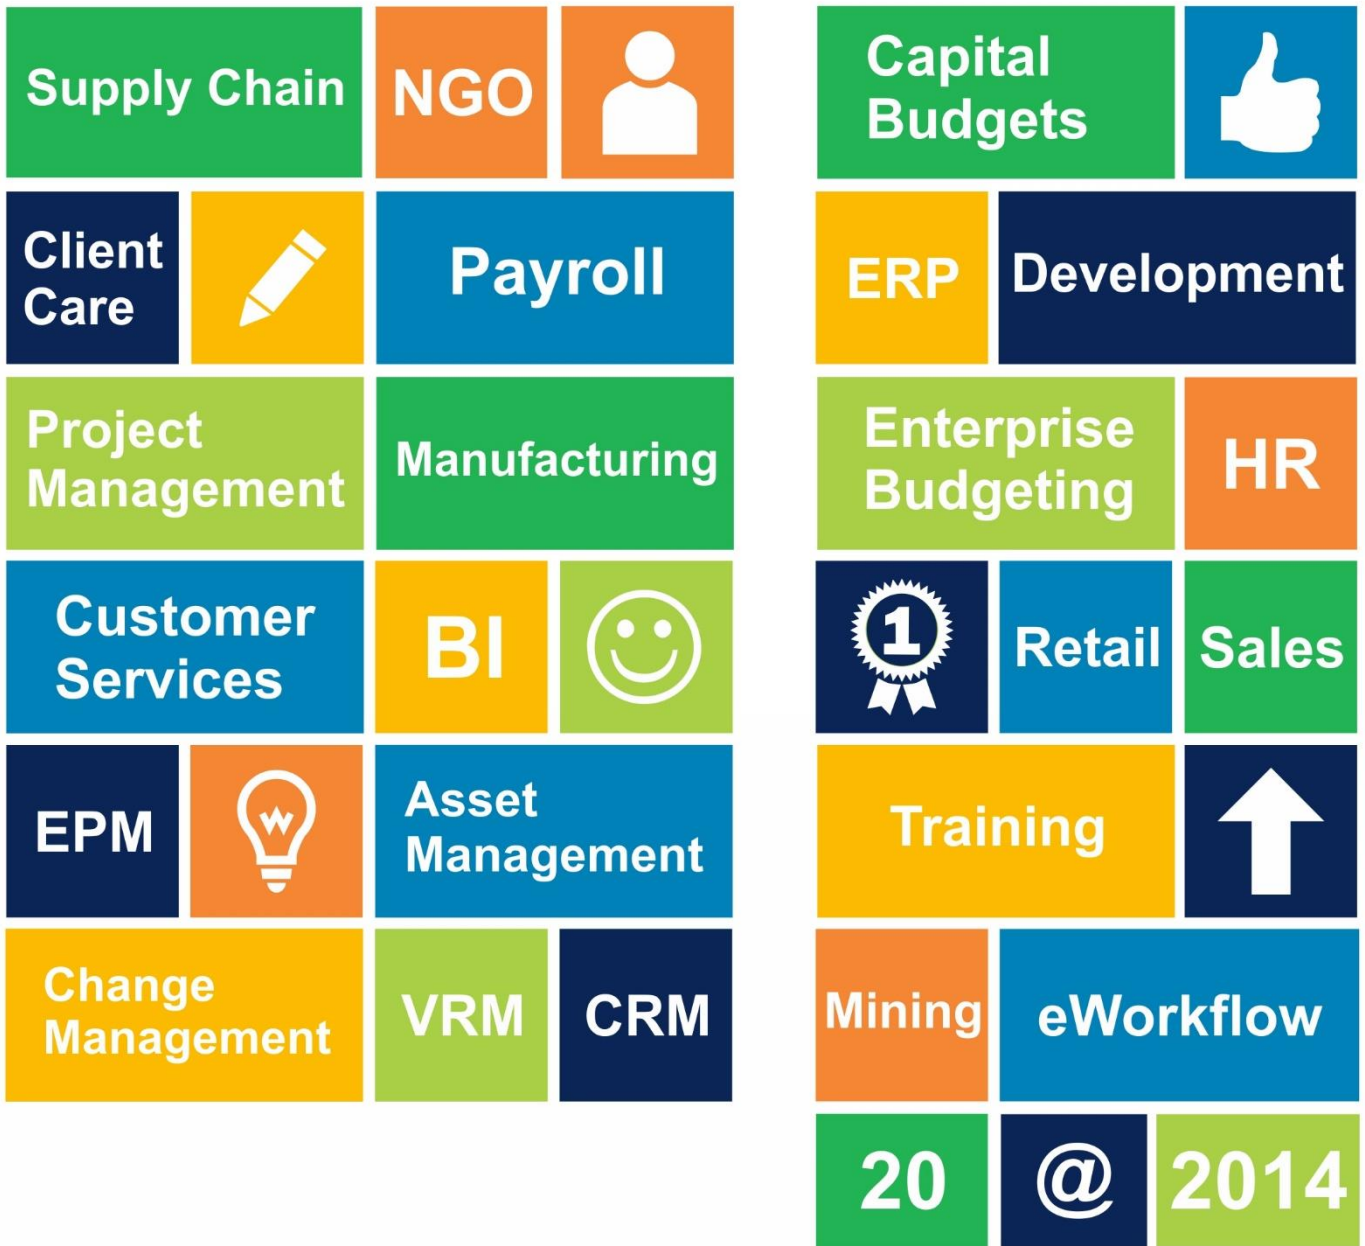 Supply Chain
NGO
Client
Care
Payroll
Project
Management
Manufacturing
Customer
Services
BI
EPM
Asset
Management
Change
Management
VRM
CRM
Capital
Budgets
ERP
Development
Enterprise
Budgeting
HR
1
Retail
Sales
Training
Mining
eWorkflow
20
@
2014